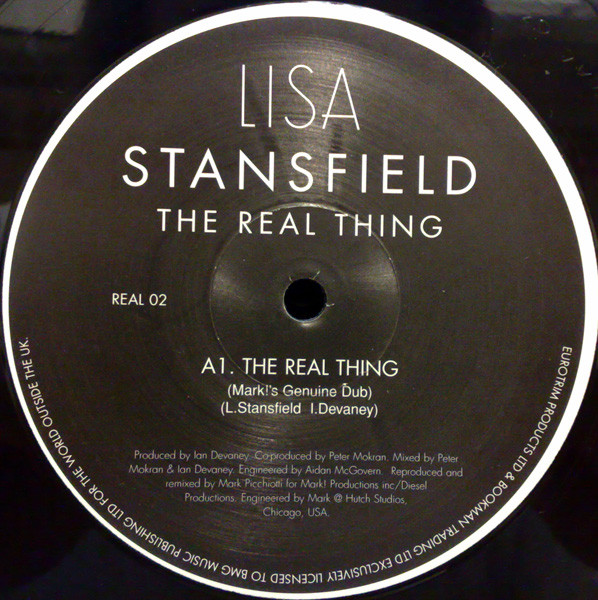 LISA
STANSFIELD
THE REAL THING
REAL 02
A1. THE REAL THING
(Mark!'s Genuine Dub)
(L.Stansfield I.Devaney)
Produced by Ian Devaney. Co-produced by Peter Mokran. Mixed by Peter
Mokran & Ian Devaney. Engineered by Aidan McGovern. Reproduced and
remixed by Mark Picchiotti for Mark! Productions inc/Diesel
Productions. Engineered by Mark @ Hutch Studios,
Chicago, USA.
EUROTRIM PRODUCTS LTD & BOOKMAN TRADING LTD EXCLUSIVELY LICENSED TO BMG MUSIC PUBLISHING LTD FOR THE WORLD OUTSIDE THE UK.